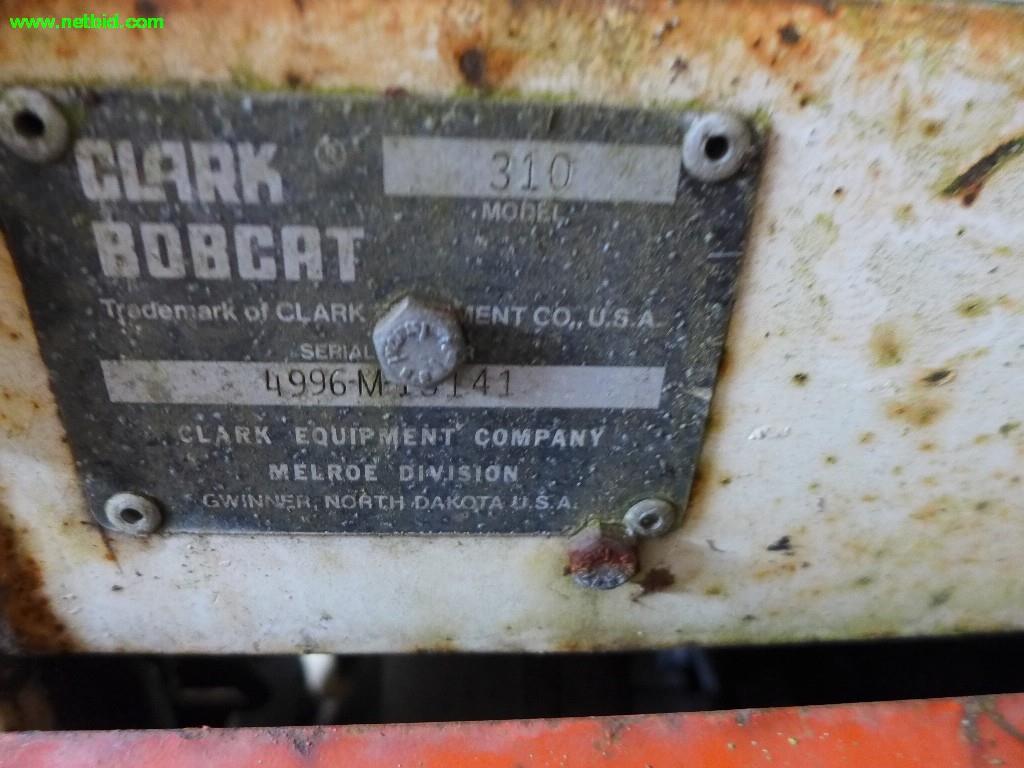 www.netbid.com
CLARK ®
310
MODEL
BOBCAT
Trademark of CLARK MENT CO., U.S.A.
SERIAL
4996-M-13141
CLARK EQUIPMENT COMPANY
MELROE DIVISION
GWINNER, NORTH DAKOTA U.S.A.